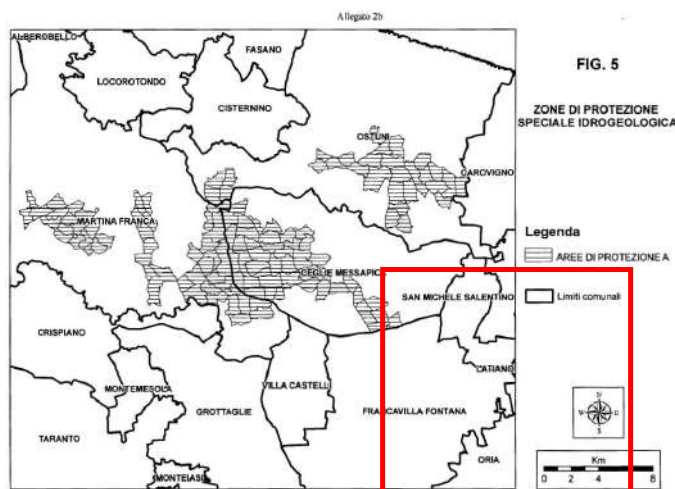 Allegato 2b
ALBEROBELLO
FASANO
LOCOROTONDO
CISTERNINO
OSTUNI
CAROVIGNO
MARTINA FRANCA
CEGLIE MESSAPICA
SAN MICHELE SALENTINO
CRISPIANO
LATIANO
MONTEMESOLA
VILLA CASTELLI
GROTTAGLIE
FRANCAVILLA FONTANA
TARANTO
ORIA
MONTEIASI
FIG. 5
ZONE DI PROTEZIONE
SPECIALE IDROGEOLOGICA
Legenda
AREE DI PROTEZIONE A
Limiti comunali
N
W
E
S
Km
0 2 4 8